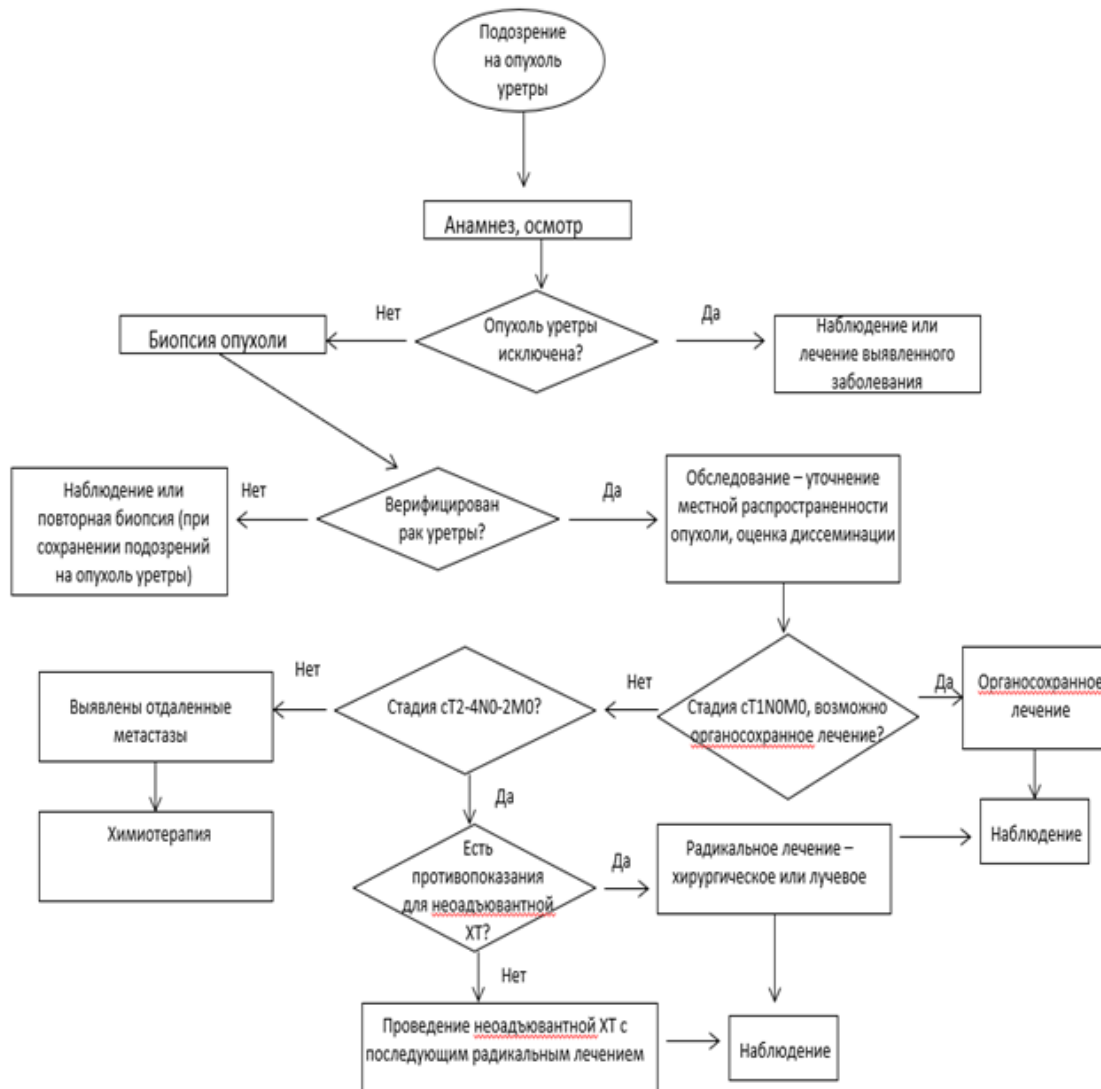 Подозрение
на опухоль
уретры
Анамнез, осмотр
Нет
Да
Биопсия опухоли
Опухоль уретры
исключена?
Наблюдение или
лечение выявленного
заболевания
Наблюдение или
повторная биопсия (при
сохранении подозрений
на опухоль уретры)
Нет
Верифицирован
рак уретры?
Да
Обследование – уточнение
местной распространенности
опухоли, оценка диссеминации
Выявлены отдаленные
метастазы
Нет
Стадия cT2-4N0-2M0?
Нет
Стадия cT1N0M0, возможно
органосохранное лечение?
Да
Органосохранное
лечение
Да
Химиотерапия
Есть
противопоказания
для неоадъювантной
ХТ?
Да
Радикальное лечение –
хирургическое или лучевое
Наблюдение
Нет
Проведение неоадъювантной ХТ с
последующим радикальным лечением
Наблюдение